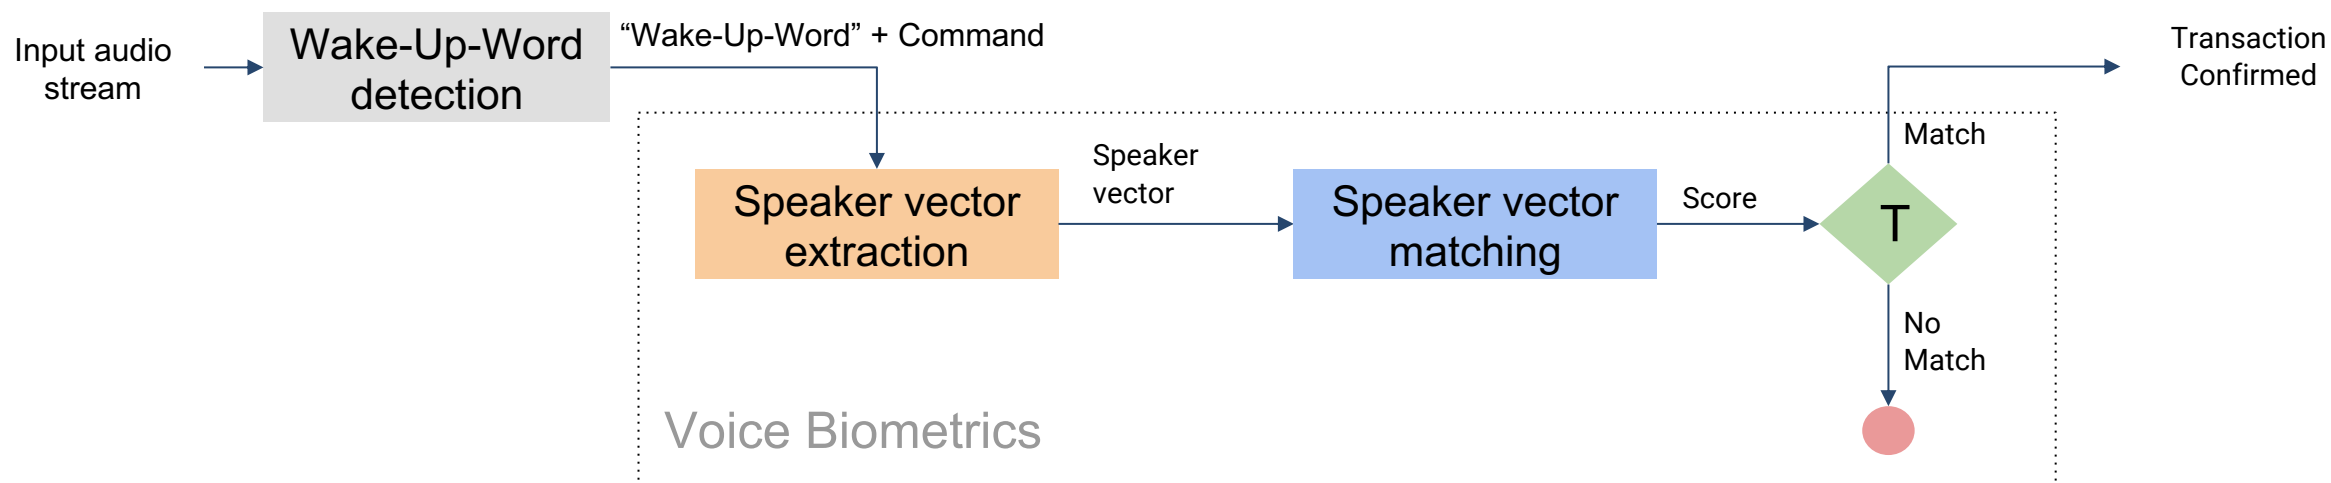 Input audio
stream
Wake-Up-Word
detection
“Wake-Up-Word” + Command
Speaker vector
extraction
Speaker
vector
Speaker vector
matching
Score
T
Match
Transaction
Confirmed
No
Match
Voice Biometrics